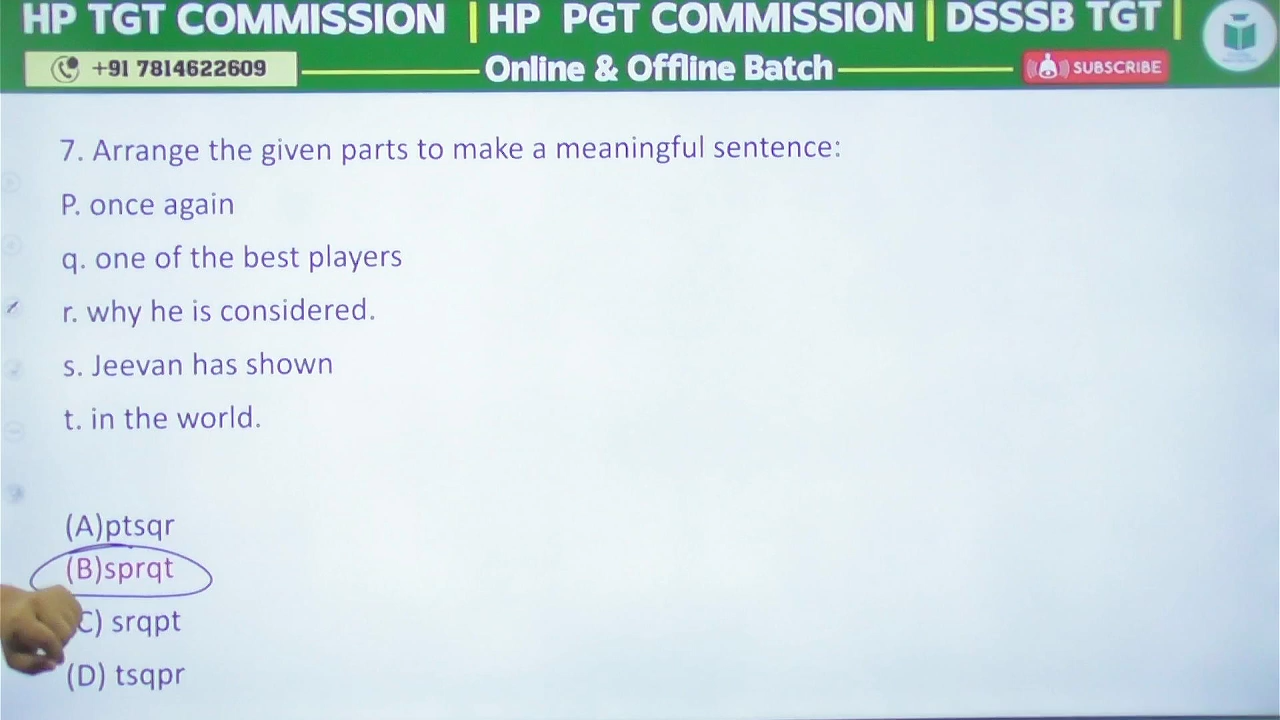 HP TGT COMMISSION | HP PGT COMMISSION | DSSSB TGT |
+91 7814622609
Online & Offline Batch
SUBSCRIBE
7. Arrange the given parts to make a meaningful sentence:
P. once again
q. one of the best players
r. why he is considered.
s. Jeevan has shown
t. in the world.
(A)ptsqr
(B)sprqt
C) srqpt
(D) tsqpr